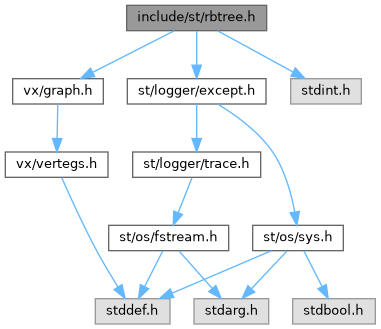 include/st/rbtree.h
vx/graph.h
st/logger/except.h
stdint.h
vx/vertegs.h
st/logger/trace.h
st/os/fstream.h
st/os/sys.h
stddef.h
stdarg.h
stdbool.h